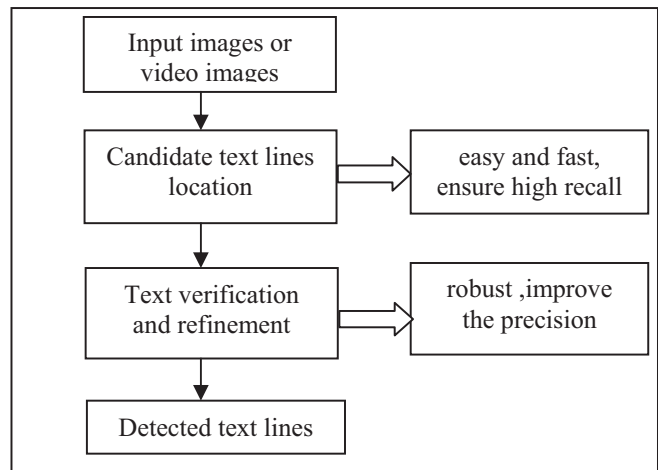 Input images or
video images
Candidate text lines
location
easy and fast,
ensure high recall
Text verification
and refinement
robust ,improve
the precision
Detected text lines